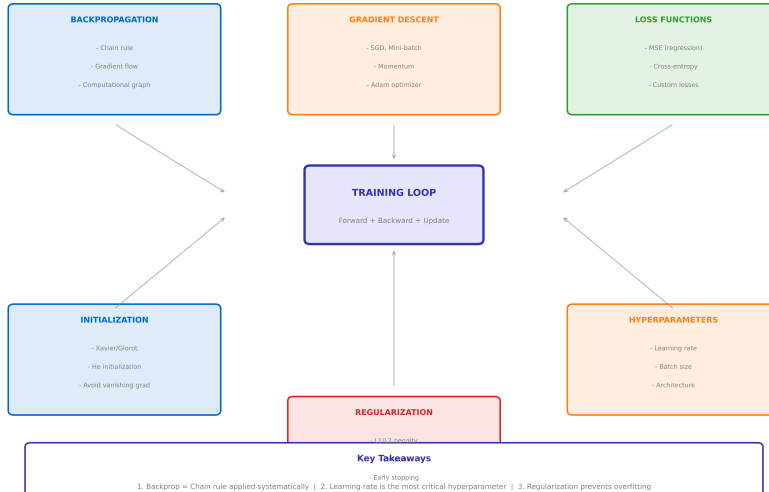 BACKPROPAGATION
- Chain rule
- Gradient flow
- Computational graph
GRADIENT DESCENT
- SGD, Mini-batch
- Momentum
- Adam optimizer
LOSS FUNCTIONS
- MSE (regression)
- Cross-entropy
- Custom losses
TRAINING LOOP
Forward + Backward + Update
INITIALIZATION
- Xavier/Glorot
- He initialization
- Avoid vanishing grad
HYPERPARAMETERS
- Learning rate
- Batch size
- Architecture
REGULARIZATION
- L1/L2 penalty
Key Takeaways
- Early stopping
1. Backprop = Chain rule applied systematically | 2. Learning rate is the most critical hyperparameter | 3. Regularization prevents overfitting